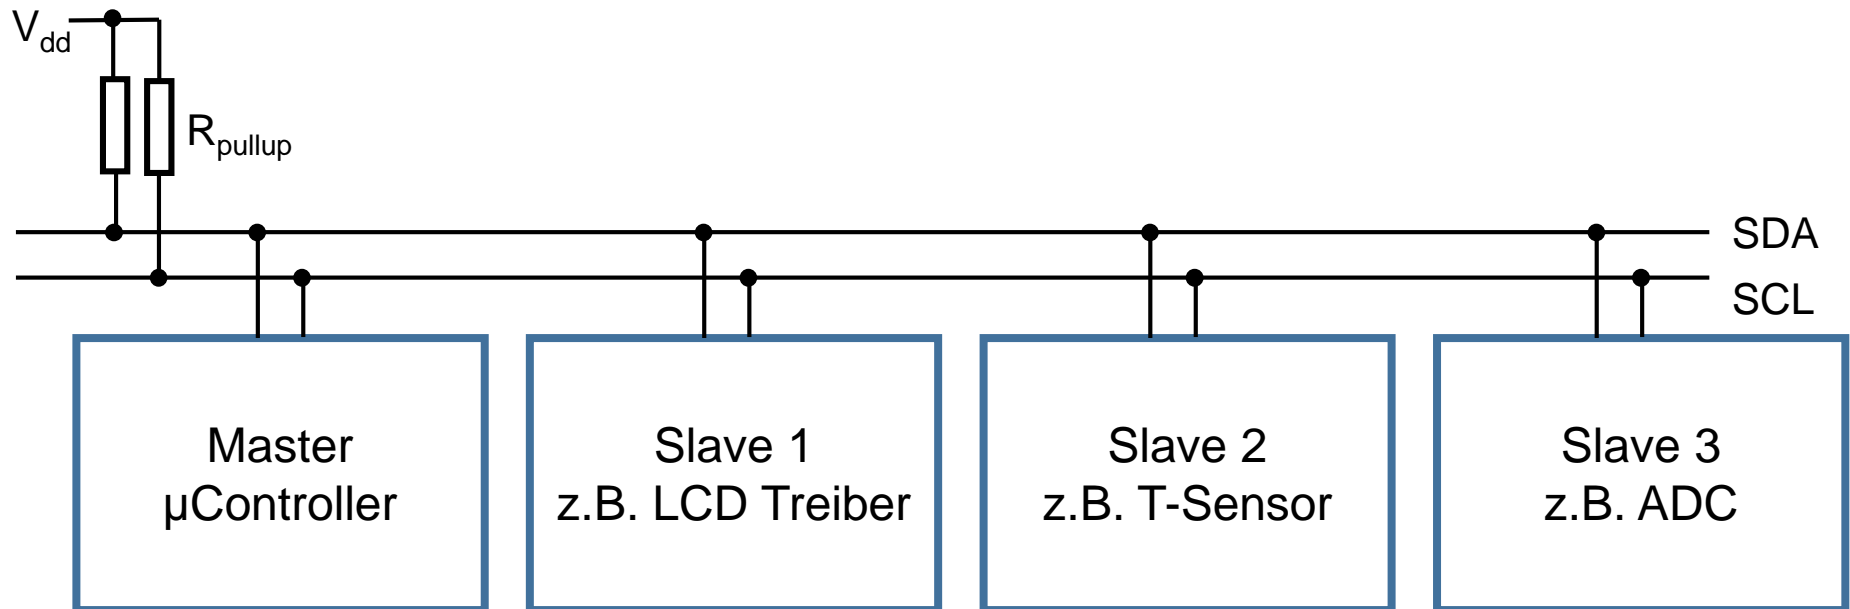 Vdd
Rpullup
SDA
SCL
Master
µController
Slave 1
z.B. LCD Treiber
Slave 2
z.B. T-Sensor
Slave 3
z.B. ADC